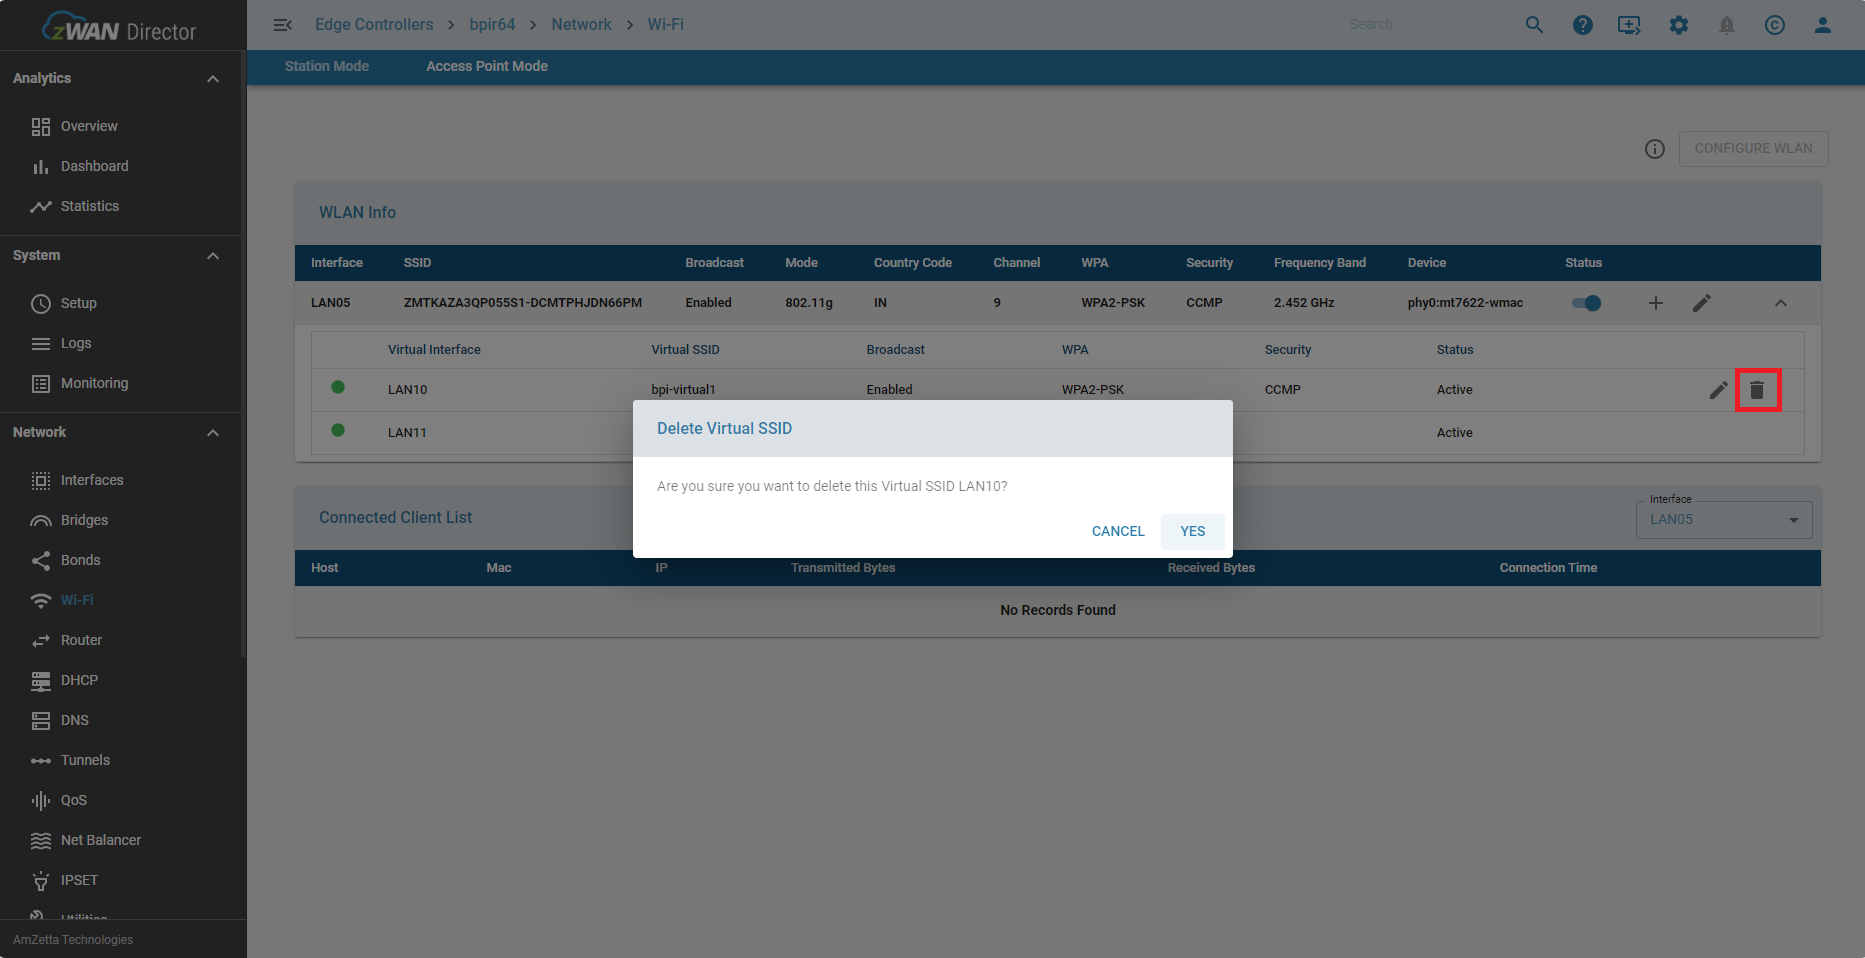 zWAN Director
Edge Controllers > bpir64 > Network > Wi-Fi
Search
Station Mode
Access Point Mode
Analytics
Overview
Dashboard
Statistics
System
Setup
Logs
Monitoring
Network
Interfaces
Bridges
Bonds
Wi-Fi
Router
DHCP
DNS
Tunnels
QoS
Net Balancer
IPSET
Utilities
AmZetta Technologies
CONFIGURE WLAN
WLAN Info
Interface SSID Broadcast Mode Country Code Channel WPA Security Frequency Band Device Status
LAN05 ZMTKAZA3QP055S1-DCMTPHJDN66PM Enabled 802.11g IN 9 WPA2-PSK CCMP 2.452 GHz phy0:mt7622-wmac
Virtual Interface Virtual SSID Broadcast WPA Security Status
LAN10 bpi-virtual1 Enabled WPA2-PSK CCMP Active
LAN11 Active
Delete Virtual SSID
Are you sure you want to delete this Virtual SSID LAN10?
CANCEL YES
Connected Client List
Interface
LAN05
Host Mac IP Transmitted Bytes Received Bytes Connection Time
No Records Found